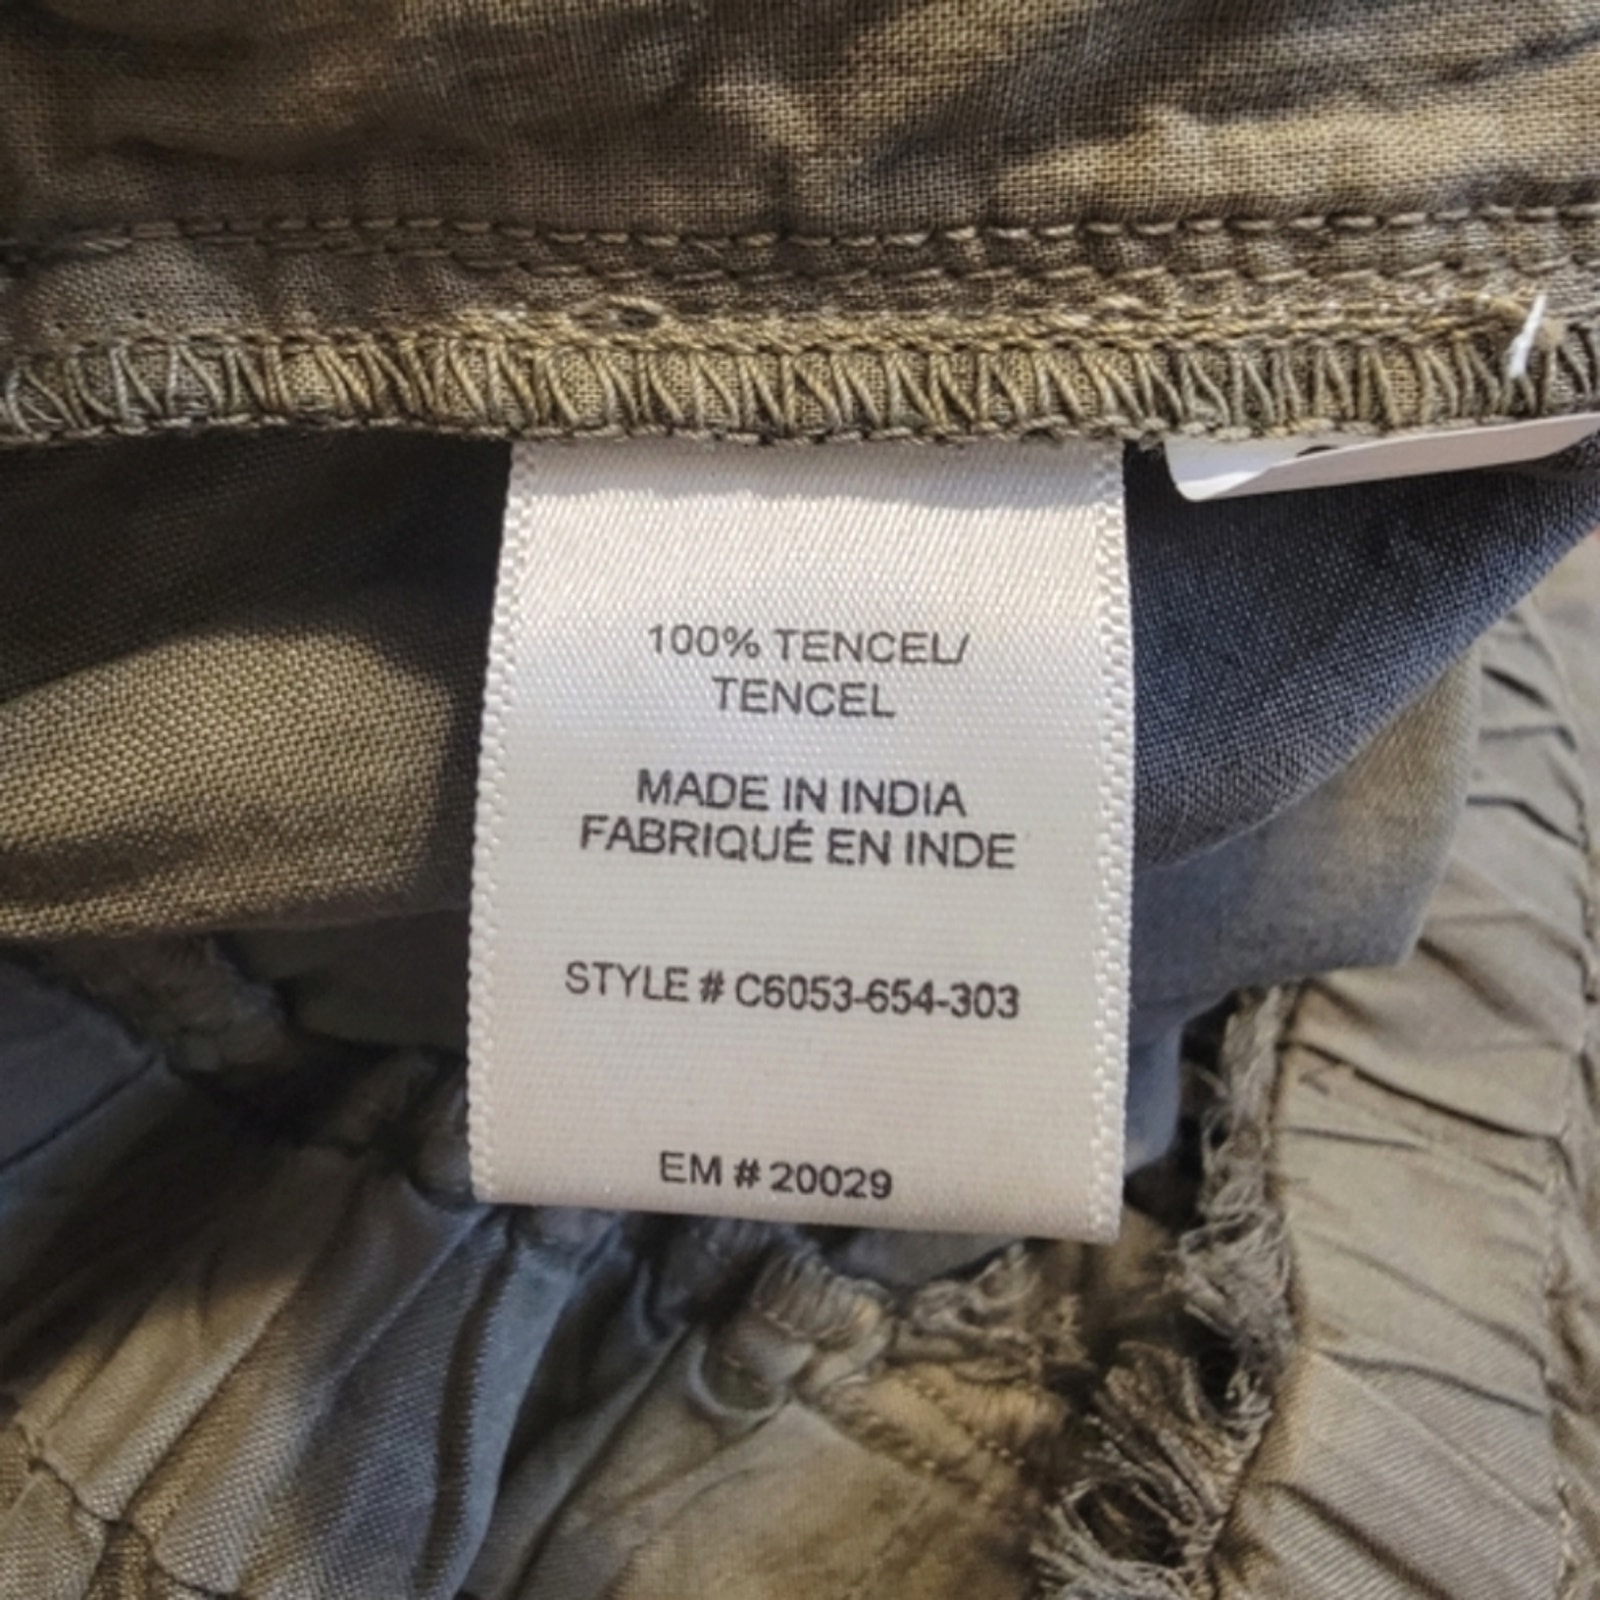 100% TENCEL/
TENCEL
MADE IN INDIA
FABRIQUÉ EN INDE
STYLE # C6053-654-303
EM # 20029